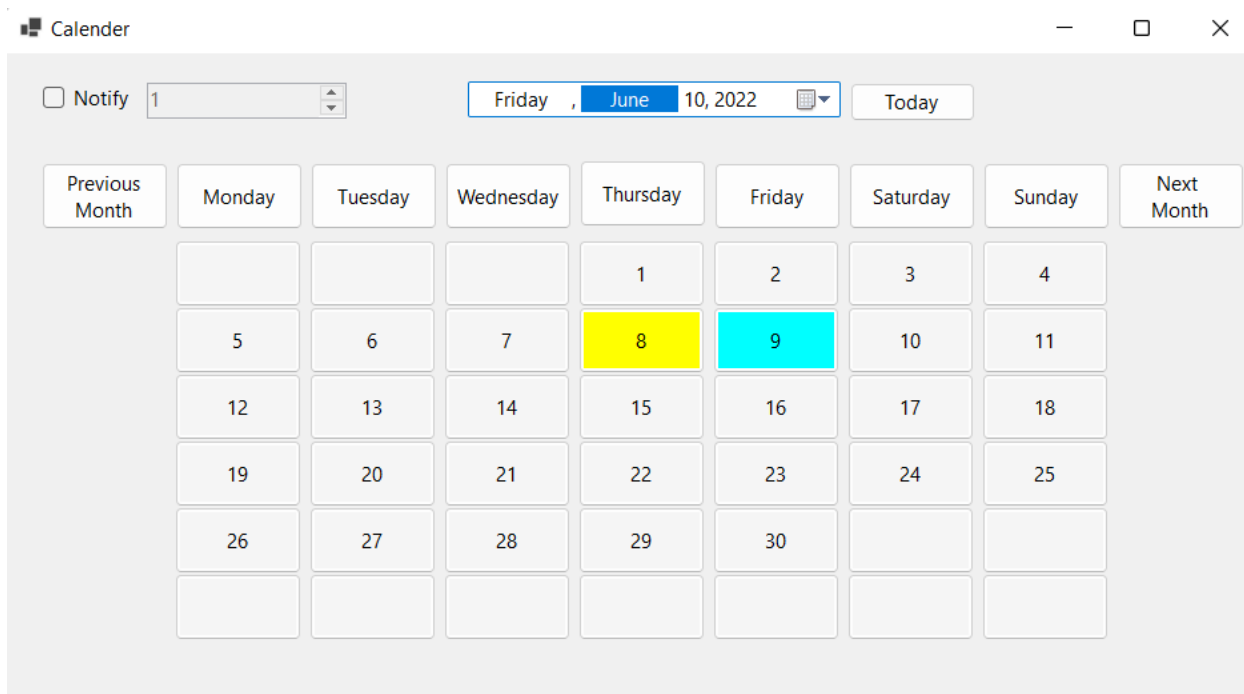 Calender
Notify 1 Friday , June 10, 2022 Today
Previous Month Monday Tuesday Wednesday Thursday Friday Saturday Sunday Next Month
1 2 3 4
5 6 7 8 9 10 11
12 13 14 15 16 17 18
19 20 21 22 23 24 25
26 27 28 29 30